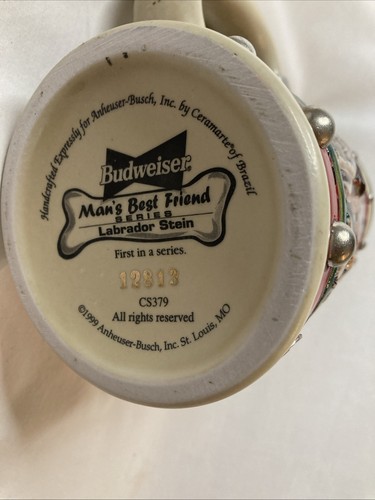 Handcrafted Expressly for Anheuser-Busch, Inc. by Ceramarte® of Brazil
Budweiser®
Man's Best Friend
SERIES
Labrador Stein
First in a series.
12313
CS379
All rights reserved
©1999 Anheuser-Busch, Inc. St. Louis, MO